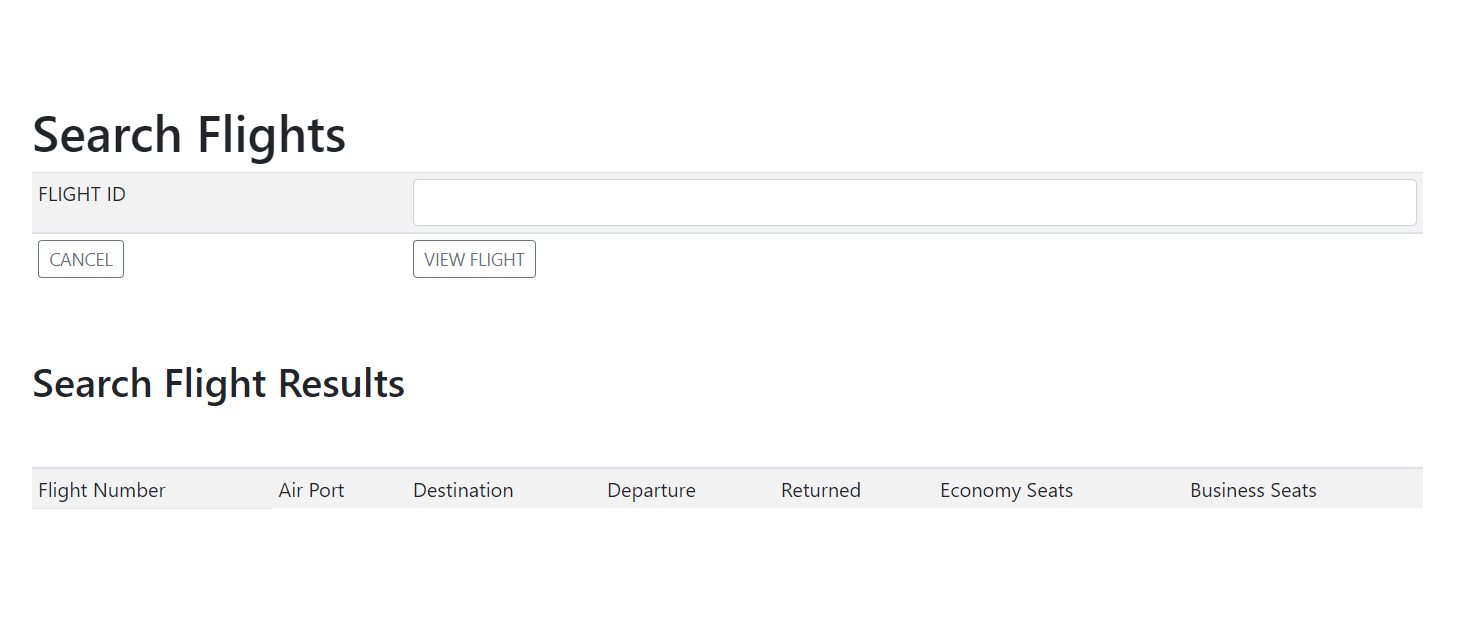 Search Flights
FLIGHT ID
CANCEL VIEW FLIGHT
Search Flight Results
Flight Number Air Port Destination Departure Returned Economy Seats Business Seats